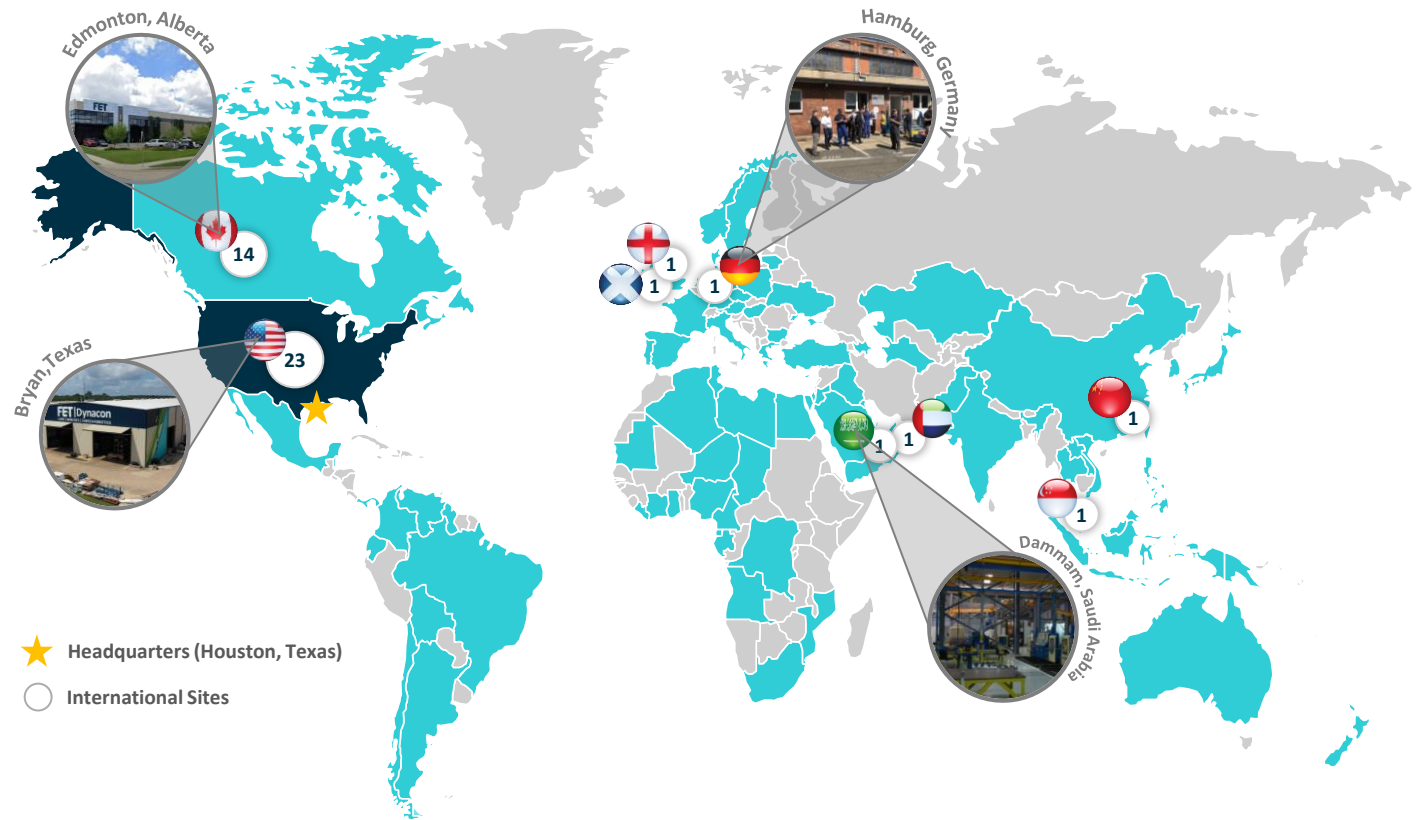 Edmonton, Alberta
FET
Hamburg, Germany
14
1
1
1
23
Bryan, Texas
FET Dynacon
1
1
1
1
Dammam, Saudi Arabia
Headquarters (Houston, Texas)
International Sites